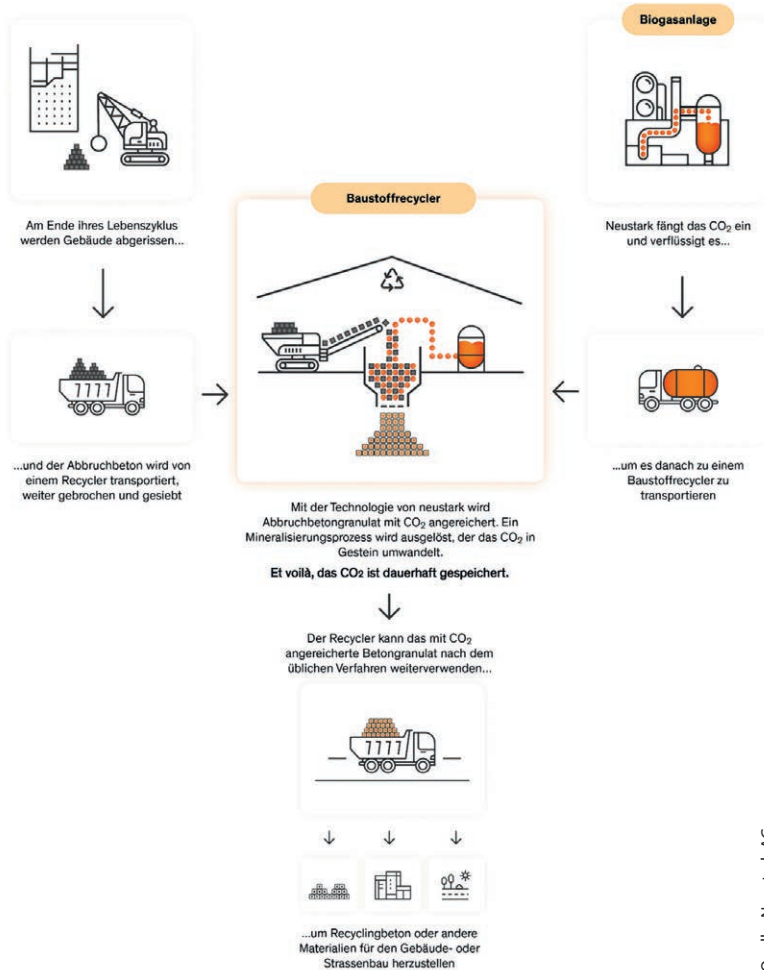 Biogasanlage
Am Ende ihres Lebenszyklus
werden Gebäude abgerissen...
Neustark fängt das CO₂ ein
und verflüssigt es...
Baustoffrecycler
...und der Abbruchbeton wird von
einem Recycler transportiert,
weiter gebrochen und gesiebt
...um es danach zu einem
Baustoffrecycler zu
transportieren
Mit der Technologie von neustark wird
Abbruchbetongranulat mit CO₂ angereichert. Ein
Mineralisierungsprozess wird ausgelöst, der das CO₂ in
Gestein umwandelt.
Et voilà, das CO₂ ist dauerhaft gespeichert.
Der Recycler kann das mit CO₂
angereicherte Betongranulat nach dem
üblichen Verfahren weiterverwenden...
...um Recyclingbeton oder andere
Materialien für den Gebäude- oder
Strassenbau herzustellen